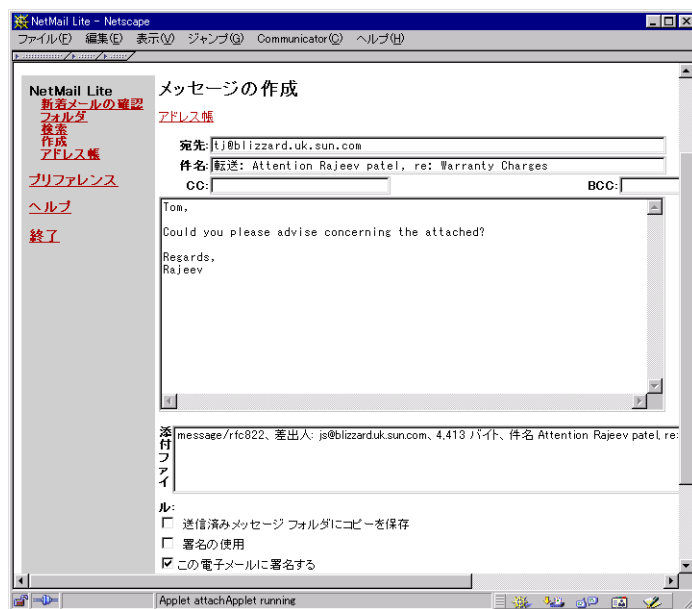 NetMail Lite - Netscape
ファイル(F) 編集(E) 表示(V) ジャンプ(G) Communicator(C) ヘルプ(H)
NetMail Lite
新着メールの確認
フォルダ
検索
作成
アドレス帳
プリファレンス
ヘルプ
終了
メッセージの作成
アドレス帳
宛先: tj@blizzard.uk.sun.com
件名: 転送: Attention Rajeev patel, re: Warranty Charges
CC: BCC:
Tom,
Could you please advise concerning the attached?
Regards,
Rajeev
添付ファイル:
message/rfc822、差出人: js@blizzard.uk.sun.com、4,413 バイト、件名 Attention Rajeev patel, re:
送信済みメッセージ フォルダにコピーを保存
署名の使用
この電子メールに署名する
Applet attachApplet running